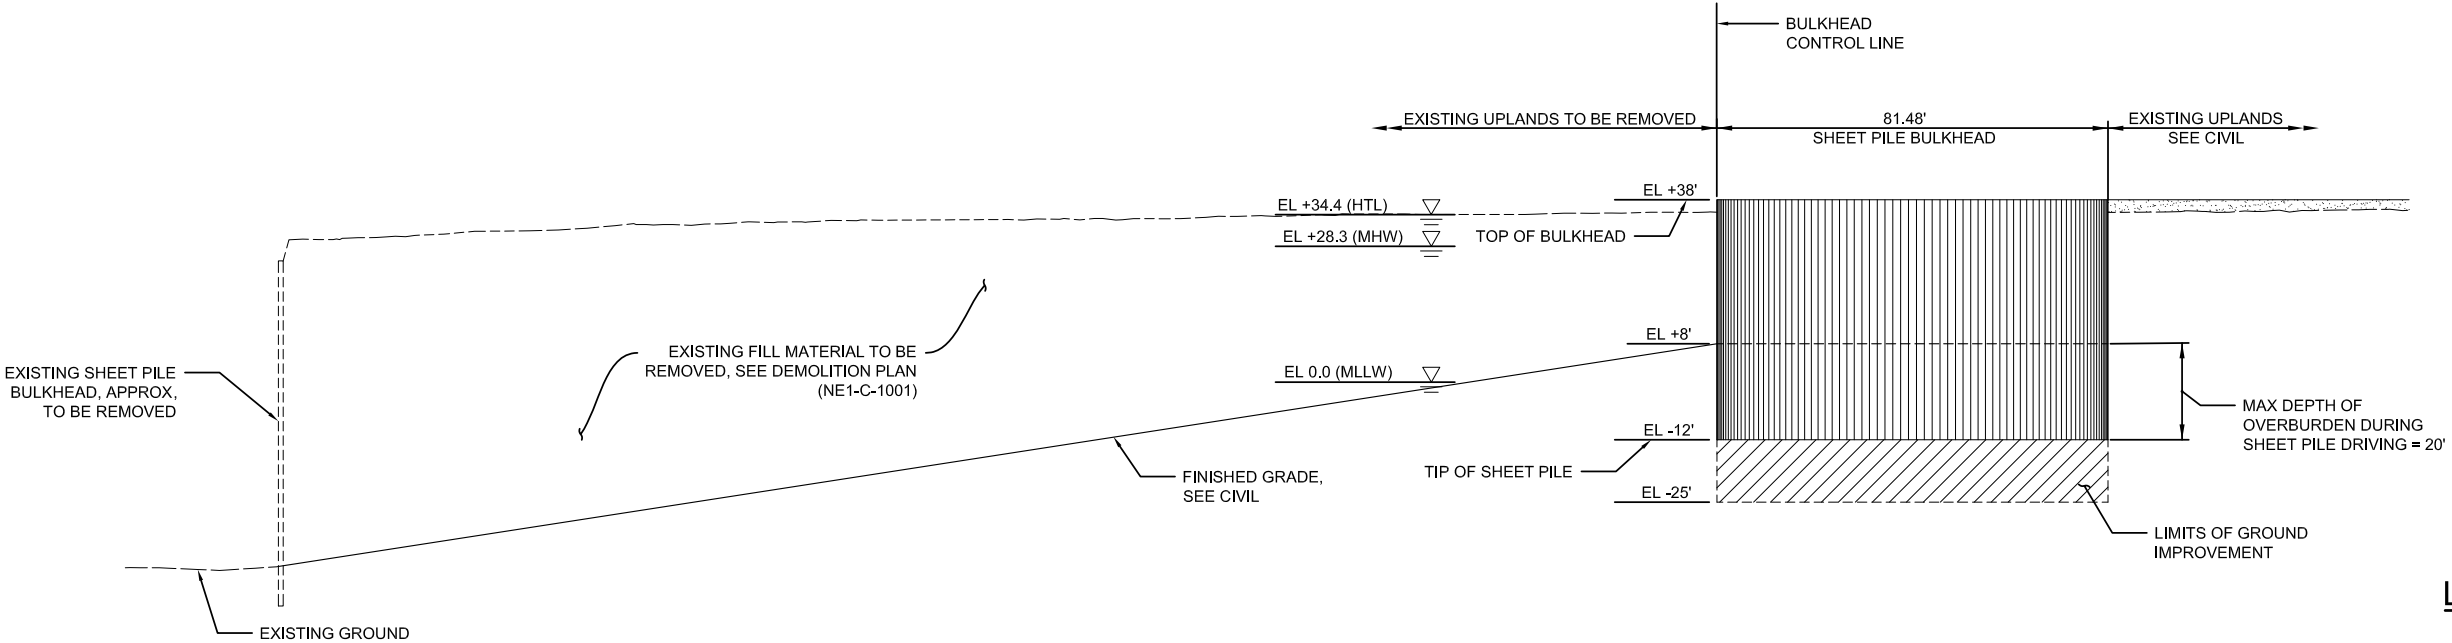 BULKHEAD
CONTROL LINE
EXISTING UPLANDS TO BE REMOVED
81.48'
SHEET PILE BULKHEAD
EXISTING UPLANDS
SEE CIVIL
EL +38'
EL +34.4 (HTL)
EL +28.3 (MHW)
TOP OF BULKHEAD
EL +8'
EXISTING FILL MATERIAL TO BE
REMOVED, SEE DEMOLITION PLAN
(NE1-C-1001)
EL 0.0 (MLLW)
EXISTING SHEET PILE
BULKHEAD, APPROX,
TO BE REMOVED
MAX DEPTH OF
OVERBURDEN DURING
SHEET PILE DRIVING = 20'
EL -12'
TIP OF SHEET PILE
FINISHED GRADE,
SEE CIVIL
EL -25'
LIMITS OF GROUND
IMPROVEMENT
EXISTING GROUND